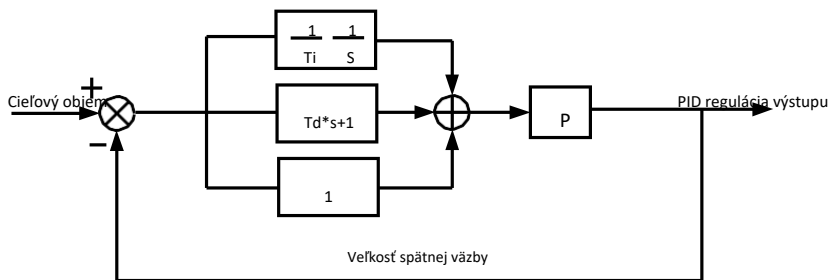 1 1
Ti S
+
Cieľový objem
PID regulácia výstupu
Td*s+1
P
−
1
Veľkosť spätnej väzby